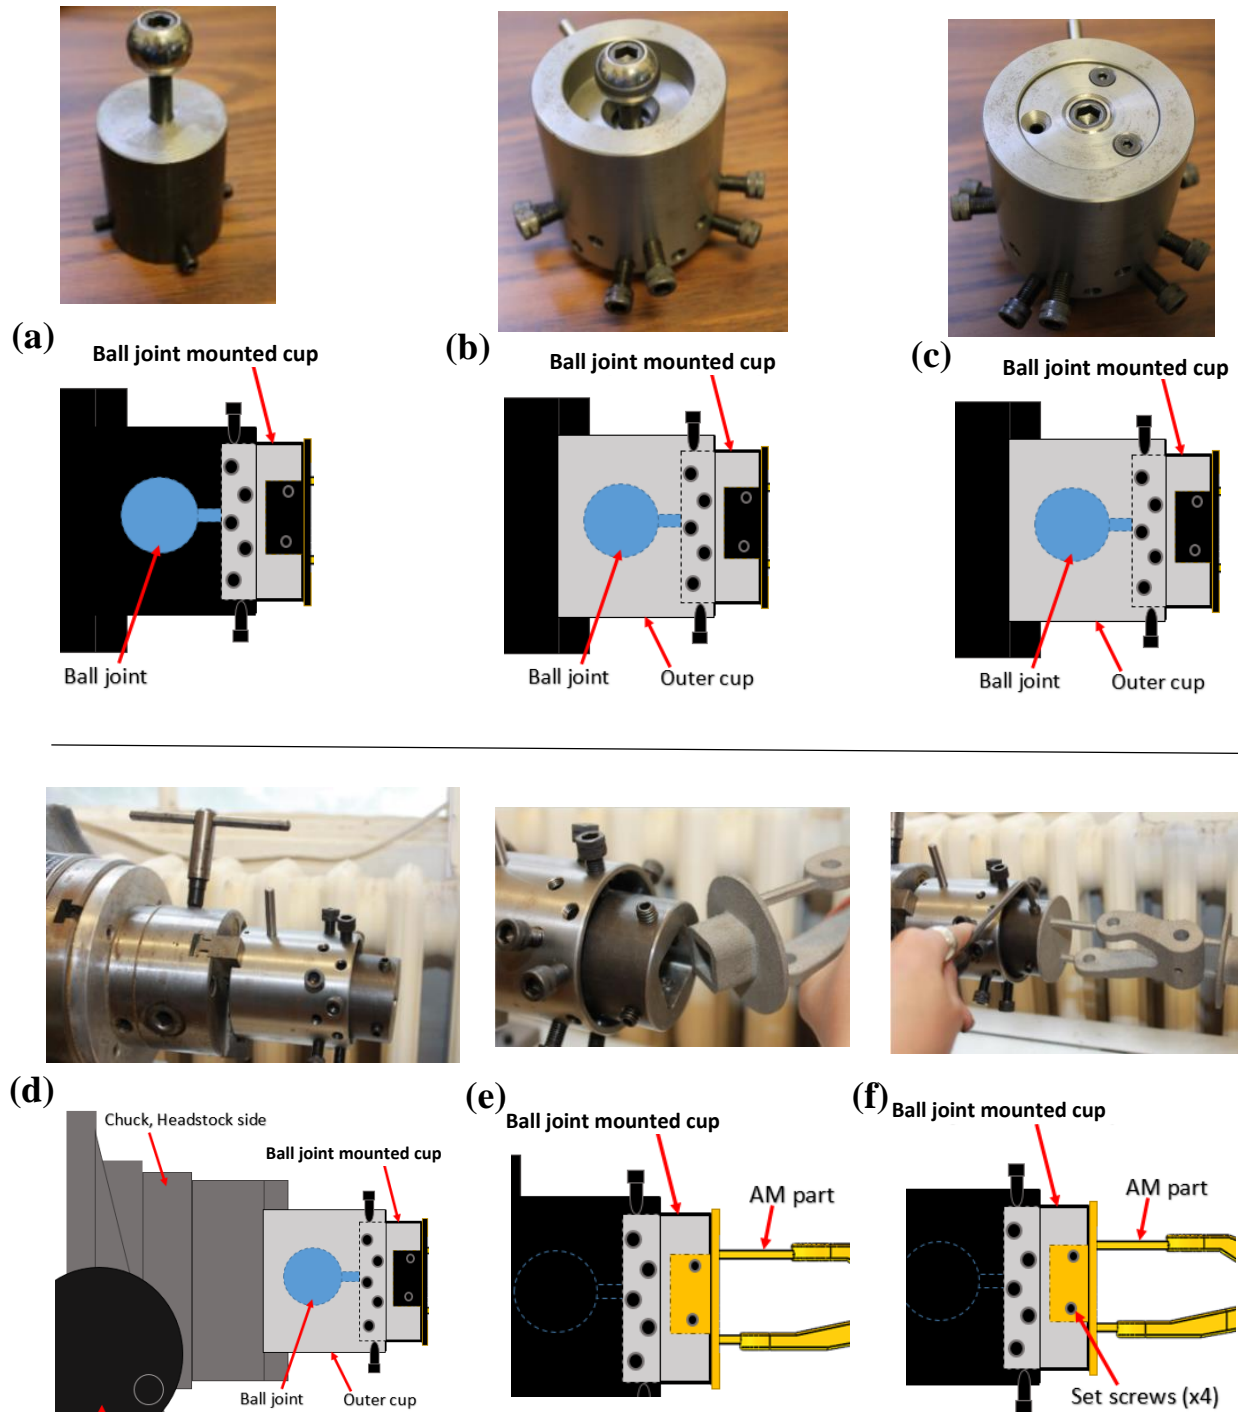 (a)
Ball joint mounted cup
Ball joint
(b)
Ball joint mounted cup
Ball joint
Outer cup
(c)
Ball joint mounted cup
Ball joint
Outer cup
(d)
Chuck, Headstock side
Ball joint mounted cup
Ball joint
Outer cup
(e)
Ball joint mounted cup
AM part
(f)
Ball joint mounted cup
AM part
Set screws (x4)